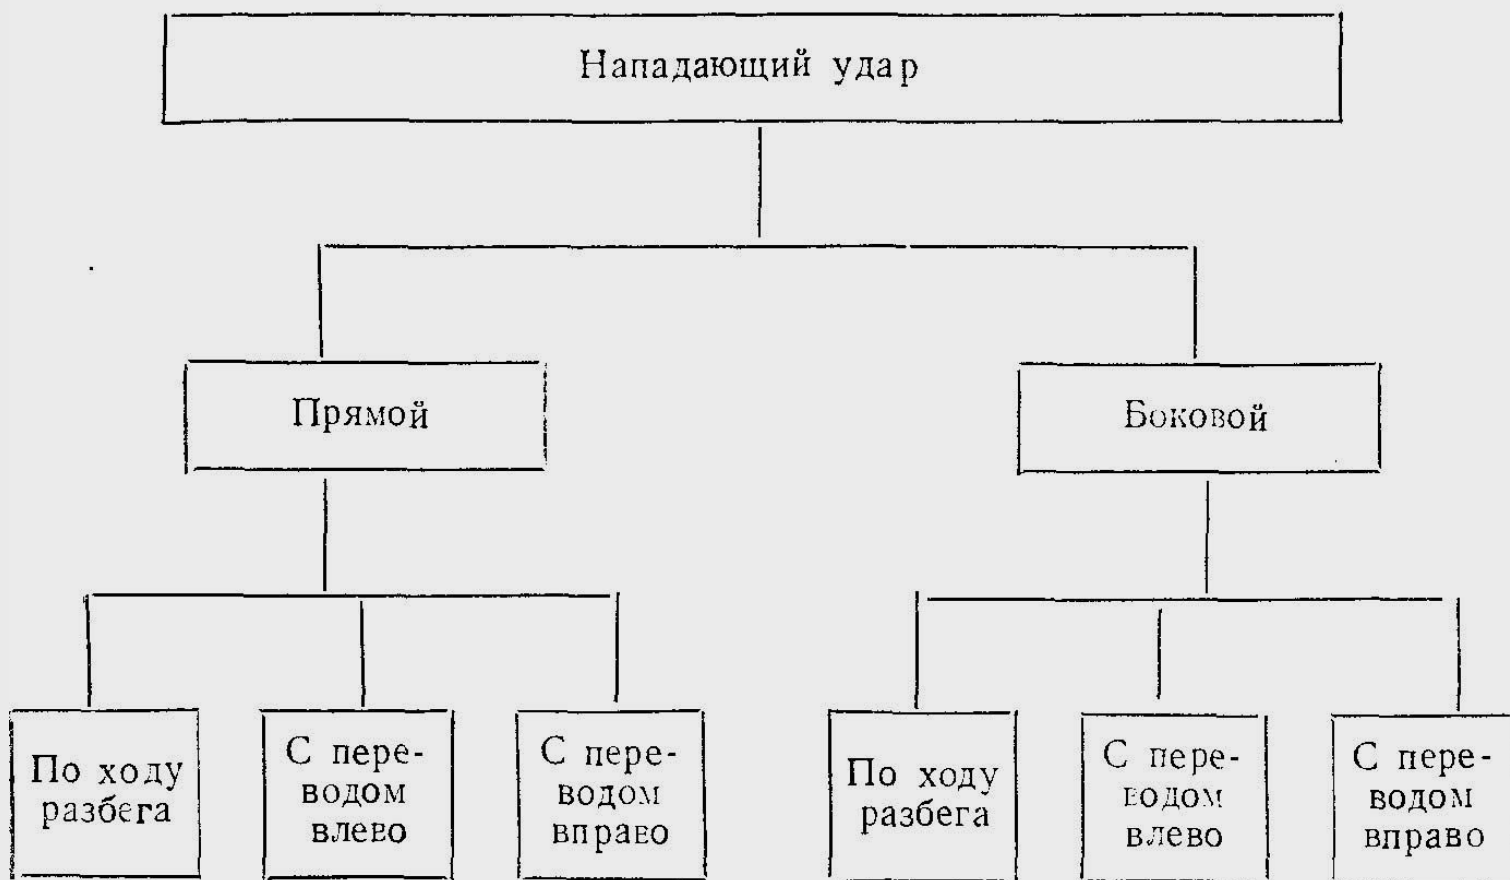 Нападающий удар
Прямой
Боковой
По ходу
разбега
С пере-
водом
влево
С пере-
водом
вправо
По ходу
разбега
С пере-
водом
влево
С пере-
водом
вправо